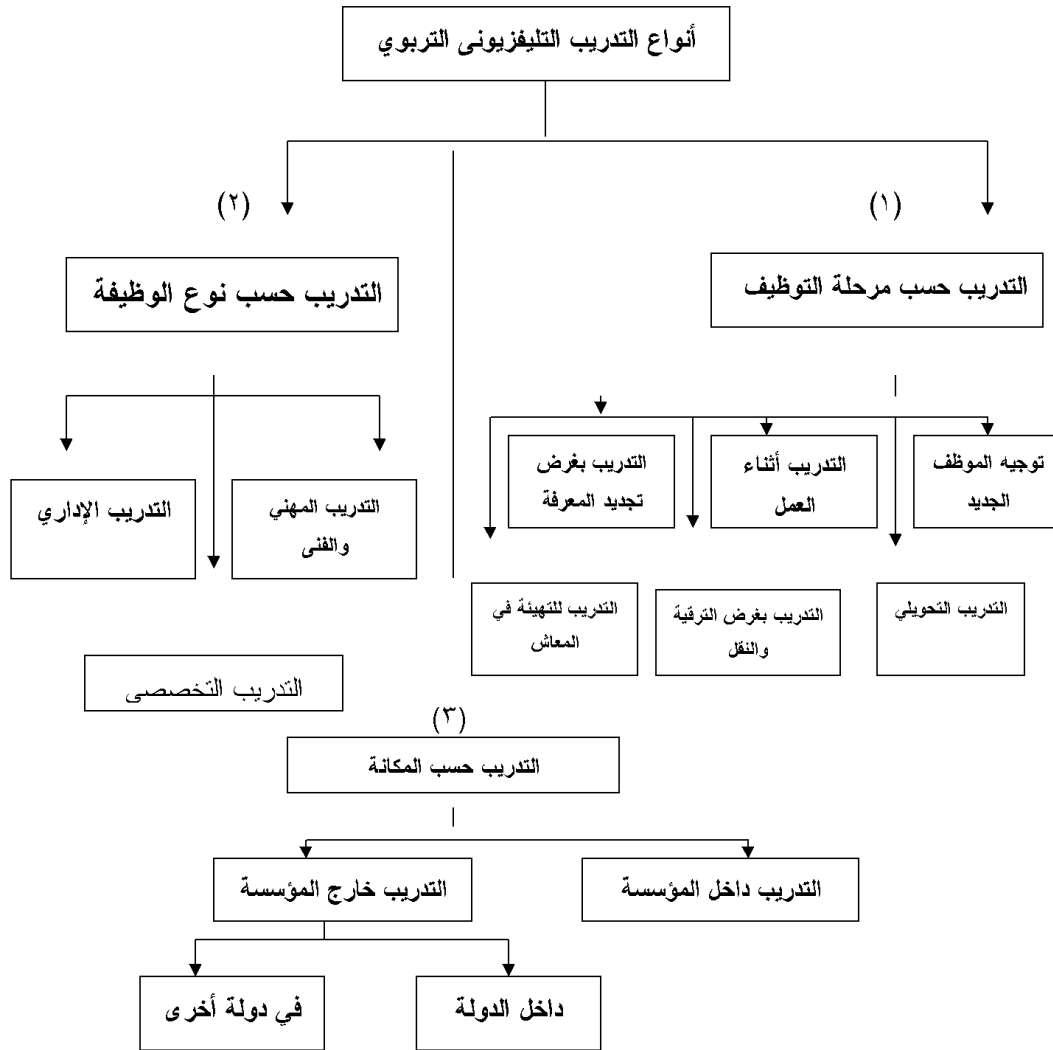 أنواع التدريب التليفزيونى التربوي
(١)
(٢)
التدريب حسب مرحلة التوظيف
التدريب حسب نوع الوظيفة
توجيه الموظف
الجديد
التدريب أثناء
العمل
التدريب بغرض
تجديد المعرفة
التدريب المهني
والفنى
التدريب الإداري
التدريب التحويلي
التدريب بغرض الترقية
والنقل
التدريب للتهيئة في
المعاش
التدريب التخصصى
(٣)
التدريب حسب المكانة
التدريب داخل المؤسسة
التدريب خارج المؤسسة
داخل الدولة
في دولة أخرى